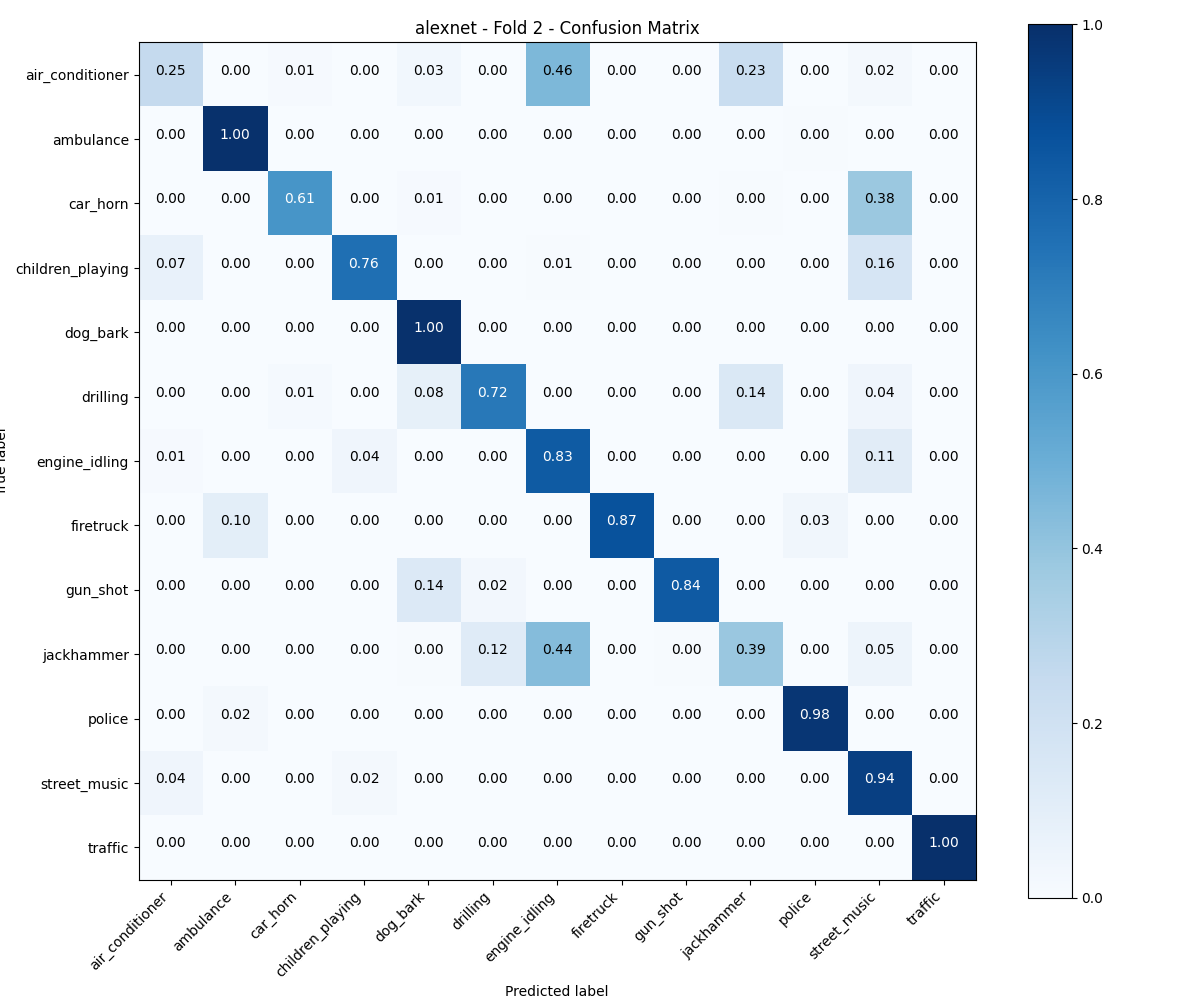 alexnet - Fold 2 - Confusion Matrix
air_conditioner 0.25 0.00 0.01 0.00 0.03 0.00 0.46 0.00 0.00 0.23 0.00 0.02 0.00
ambulance 0.00 1.00 0.00 0.00 0.00 0.00 0.00 0.00 0.00 0.00 0.00 0.00 0.00
car_horn 0.00 0.00 0.61 0.00 0.01 0.00 0.00 0.00 0.00 0.00 0.00 0.38 0.00
children_playing 0.07 0.00 0.00 0.76 0.00 0.00 0.01 0.00 0.00 0.00 0.00 0.16 0.00
dog_bark 0.00 0.00 0.00 0.00 1.00 0.00 0.00 0.00 0.00 0.00 0.00 0.00 0.00
drilling 0.00 0.00 0.01 0.00 0.08 0.72 0.00 0.00 0.00 0.14 0.00 0.04 0.00
engine_idling 0.01 0.00 0.00 0.04 0.00 0.00 0.83 0.00 0.00 0.00 0.00 0.11 0.00
firetruck 0.00 0.10 0.00 0.00 0.00 0.00 0.00 0.87 0.00 0.00 0.03 0.00 0.00
gun_shot 0.00 0.00 0.00 0.00 0.14 0.02 0.00 0.00 0.84 0.00 0.00 0.00 0.00
jackhammer 0.00 0.00 0.00 0.00 0.00 0.12 0.44 0.00 0.00 0.39 0.00 0.05 0.00
police 0.00 0.02 0.00 0.00 0.00 0.00 0.00 0.00 0.00 0.00 0.98 0.00 0.00
street_music 0.04 0.00 0.00 0.02 0.00 0.00 0.00 0.00 0.00 0.00 0.00 0.94 0.00
traffic 0.00 0.00 0.00 0.00 0.00 0.00 0.00 0.00 0.00 0.00 0.00 0.00 1.00
air_conditioner
ambulance
car_horn
children_playing
dog_bark
drilling
engine_idling
firetruck
gun_shot
jackhammer
police
street_music
traffic
Predicted label
1.0
0.8
0.6
0.4
0.2
0.0